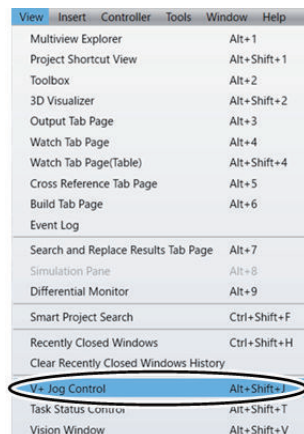 View Insert Controller Tools Window Help
Multiview Explorer Alt+1
Project Shortcut View Alt+Shift+1
Toolbox Alt+2
3D Visualizer Alt+Shift+2
Output Tab Page Alt+3
Watch Tab Page Alt+4
Watch Tab Page(Table) Alt+Shift+4
Cross Reference Tab Page Alt+5
Build Tab Page Alt+6
Event Log
Search and Replace Results Tab Page Alt+7
Simulation Pane Alt+8
Differential Monitor Alt+9
Smart Project Search Ctrl+Shift+F
Recently Closed Windows Ctrl+Shift+H
Clear Recently Closed Windows History
V+ Jog Control Alt+Shift+J
Task Status Control Alt+Shift+T
Vision Window Alt+Shift+V